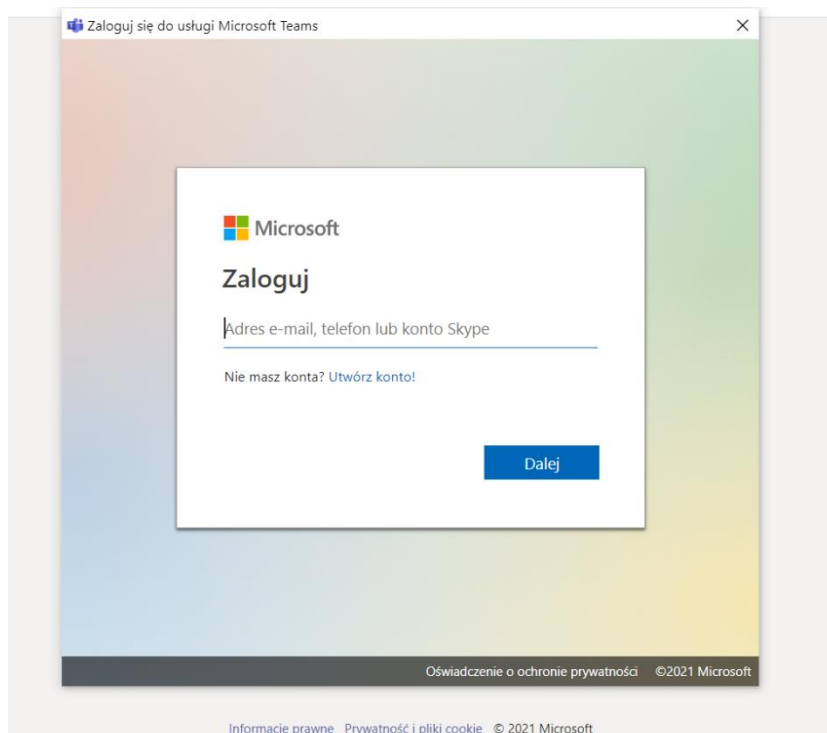 Zaloguj się do usługi Microsoft Teams
Microsoft
Zaloguj
Adres e-mail, telefon lub konto Skype
Nie masz konta? Utwórz konto!
Dalej
Oświadczenie o ochronie prywatności ©2021 Microsoft
Informacje prawne Prywatność i pliki cookie © 2021 Microsoft